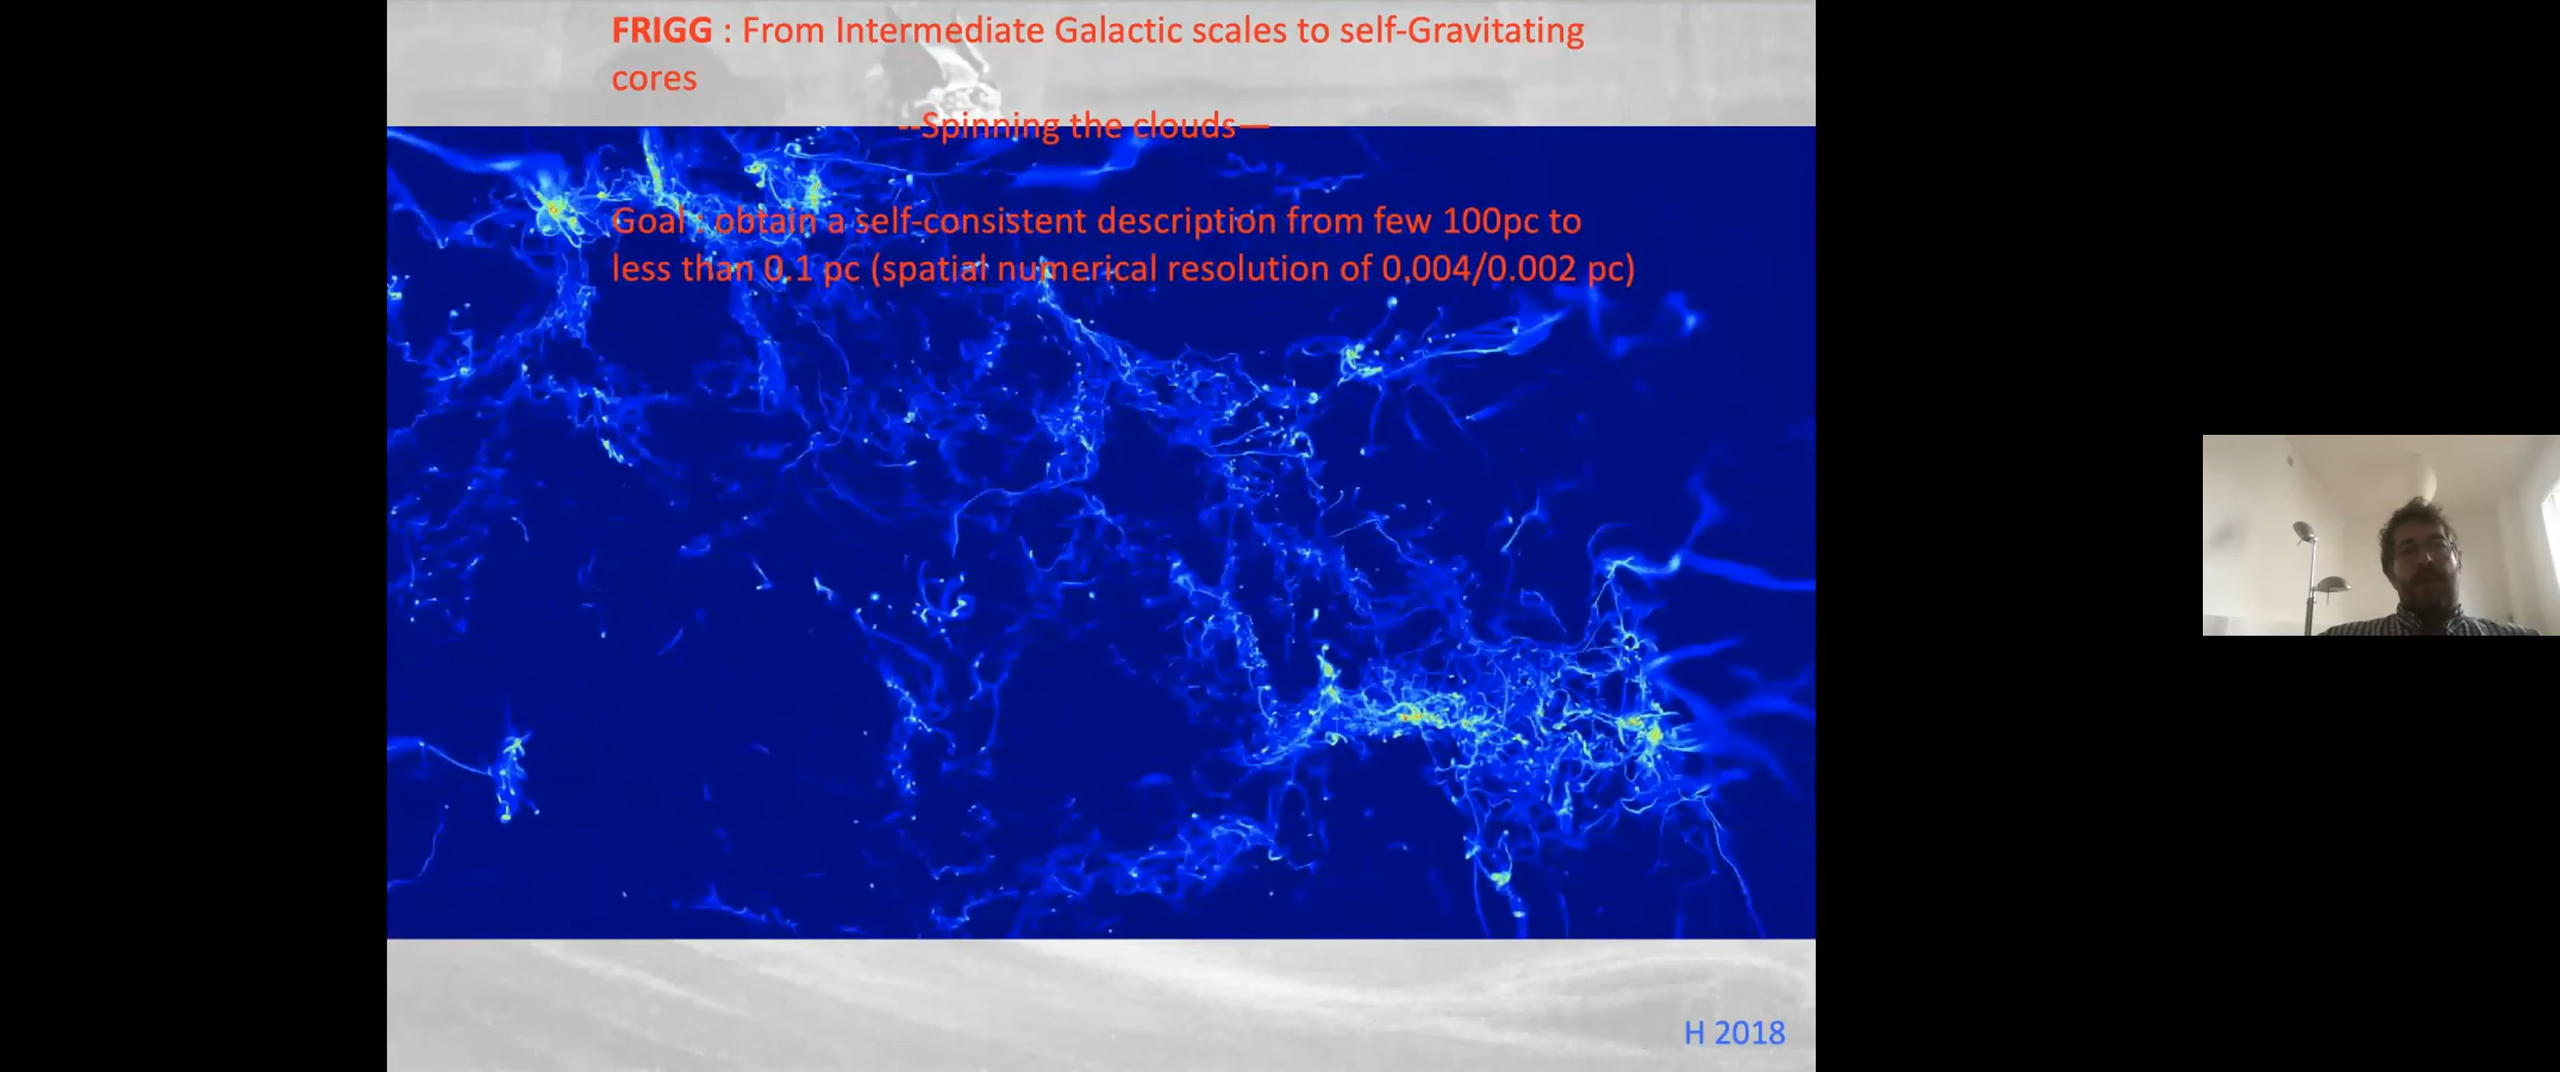 FRIGG : From Intermediate Galactic scales to self-Gravitating
cores
--Spinning the clouds—
Goal : obtain a self-consistent description from few 100pc to
less than 0.1 pc (spatial numerical resolution of 0.004/0.002 pc)
H 2018